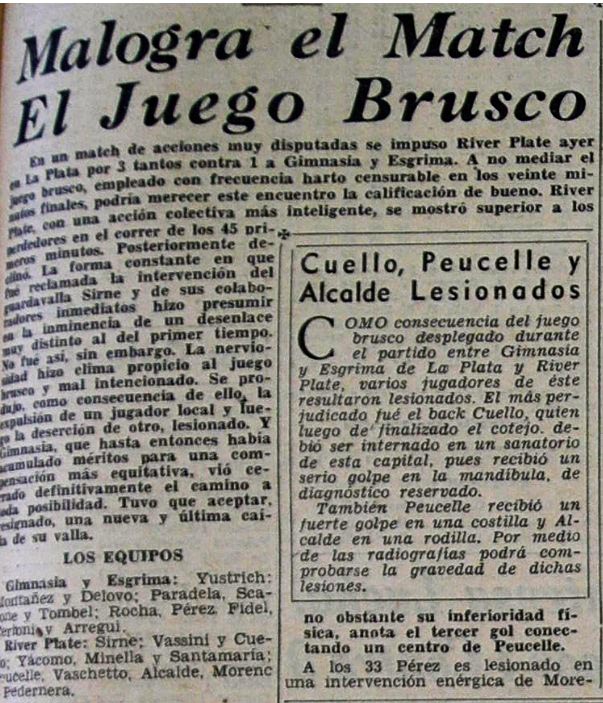 Malogra el Match
El Juego Brusco
En un match de acciones muy disputadas se impuso River Plate ayer
en La Plata por 3 tantos contra 1 a Gimnasia y Esgrima. A no mediar el
juego brusco, empleado con frecuencia harto censurable en los veinte mi-
nutos finales, podría merecer este encuentro la calificación de bueno. River
Plate, con una acción colectiva más inteligente, se mostró superior a los
perdedores en el correr de los 45 pri-
meros minutos. Posteriormente de-
clinó. La forma constante en que
fué reclamada la intervención del
guardavalla Sirne y de sus colabo-
radores inmediatos hizo presumir
en la inminencia de un desenlace
muy distinto al del primer tiempo.
No fué así, sin embargo. La nervio-
sidad hizo clima propicio al juego
brusco y mal intencionado. Se pro-
dujo, como consecuencia de ello, la
expulsión de un jugador local y lue-
go la deserción de otro, lesionado. Y
Gimnasia, que hasta entonces había
acumulado méritos para una com-
pensación más equitativa, vió ce-
rado definitivamente el camino a
oda posibilidad. Tuvo que aceptar,
esignado, una nueva y última caí-
a de su valla.
LOS EQUIPOS
Gimnasia y Esgrima: Yustrich;
Montañez y Delovo; Paradela, Sca-
one y Tombel; Rocha, Pérez, Fidel,
y Arregui.
River Plate: Sirne; Vassini y Cue-
o; Yácomo, Minella y Santamaría;
eucelle, Vaschetto, Alcalde, Morenc
Pedernera.
Cuello, Peucelle y
Alcalde Lesionados
COMO consecuencia del juego
brusco desplegado durante
el partido entre Gimnasia
y Esgrima de La Plata y River
Plate, varios jugadores de éste
resultaron lesionados. El más per-
judicado fué el back Cuello, quien
luego de finalizado el cotejo. de-
bió ser internado en un sanatorio
de esta capital, pues recibió un
serio golpe en la mandíbula, de
diagnóstico reservado.
También Peucelle recibió un
fuerte golpe en una costilla y Al-
calde en una rodilla. Por medio
de las radiografías podrá com-
probarse la gravedad de dichas
lesiones.
no obstante su inferioridad fí-
sica, anota el tercer gol conec-
tando un centro de Peucelle.
A los 33 Pérez es lesionado en
una intervención enérgica de More-